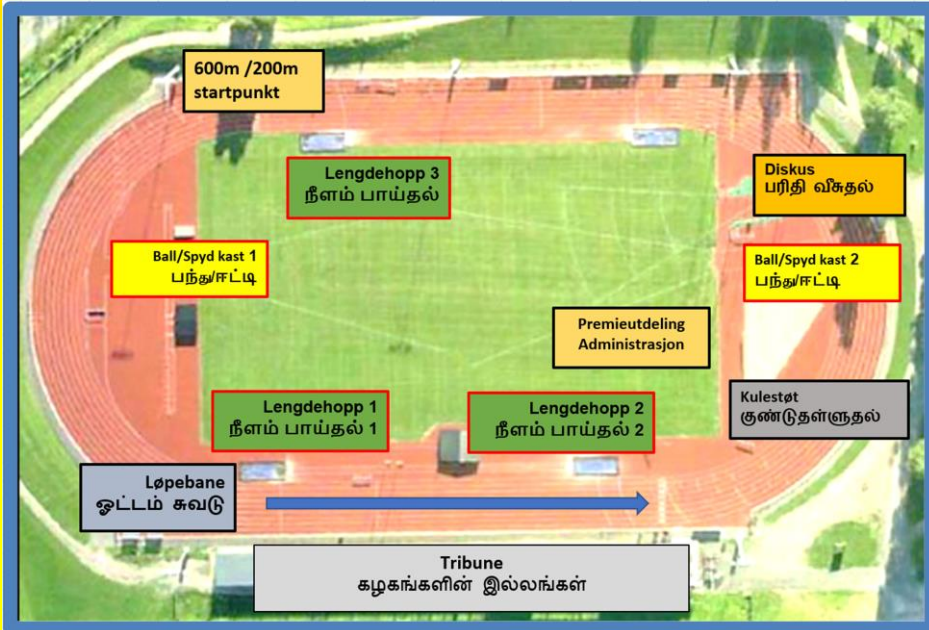 600m /200m
startpunkt
Lengdehopp 3
நீளம் பாய்தல்
Diskus
பரிதி வீசுதல்
Ball/Spyd kast 1
பந்து/ஈட்டி
Ball/Spyd kast 2
பந்து/ஈட்டி
Premieutdeling
Administrasjon
Lengdehopp 1
நீளம் பாய்தல் 1
Lengdehopp 2
நீளம் பாய்தல் 2
Kulestøt
குண்டுதள்ளுதல்
Løpebane
ஓட்டம் சுவடு
Tribune
கழகங்களின் இல்லங்கள்